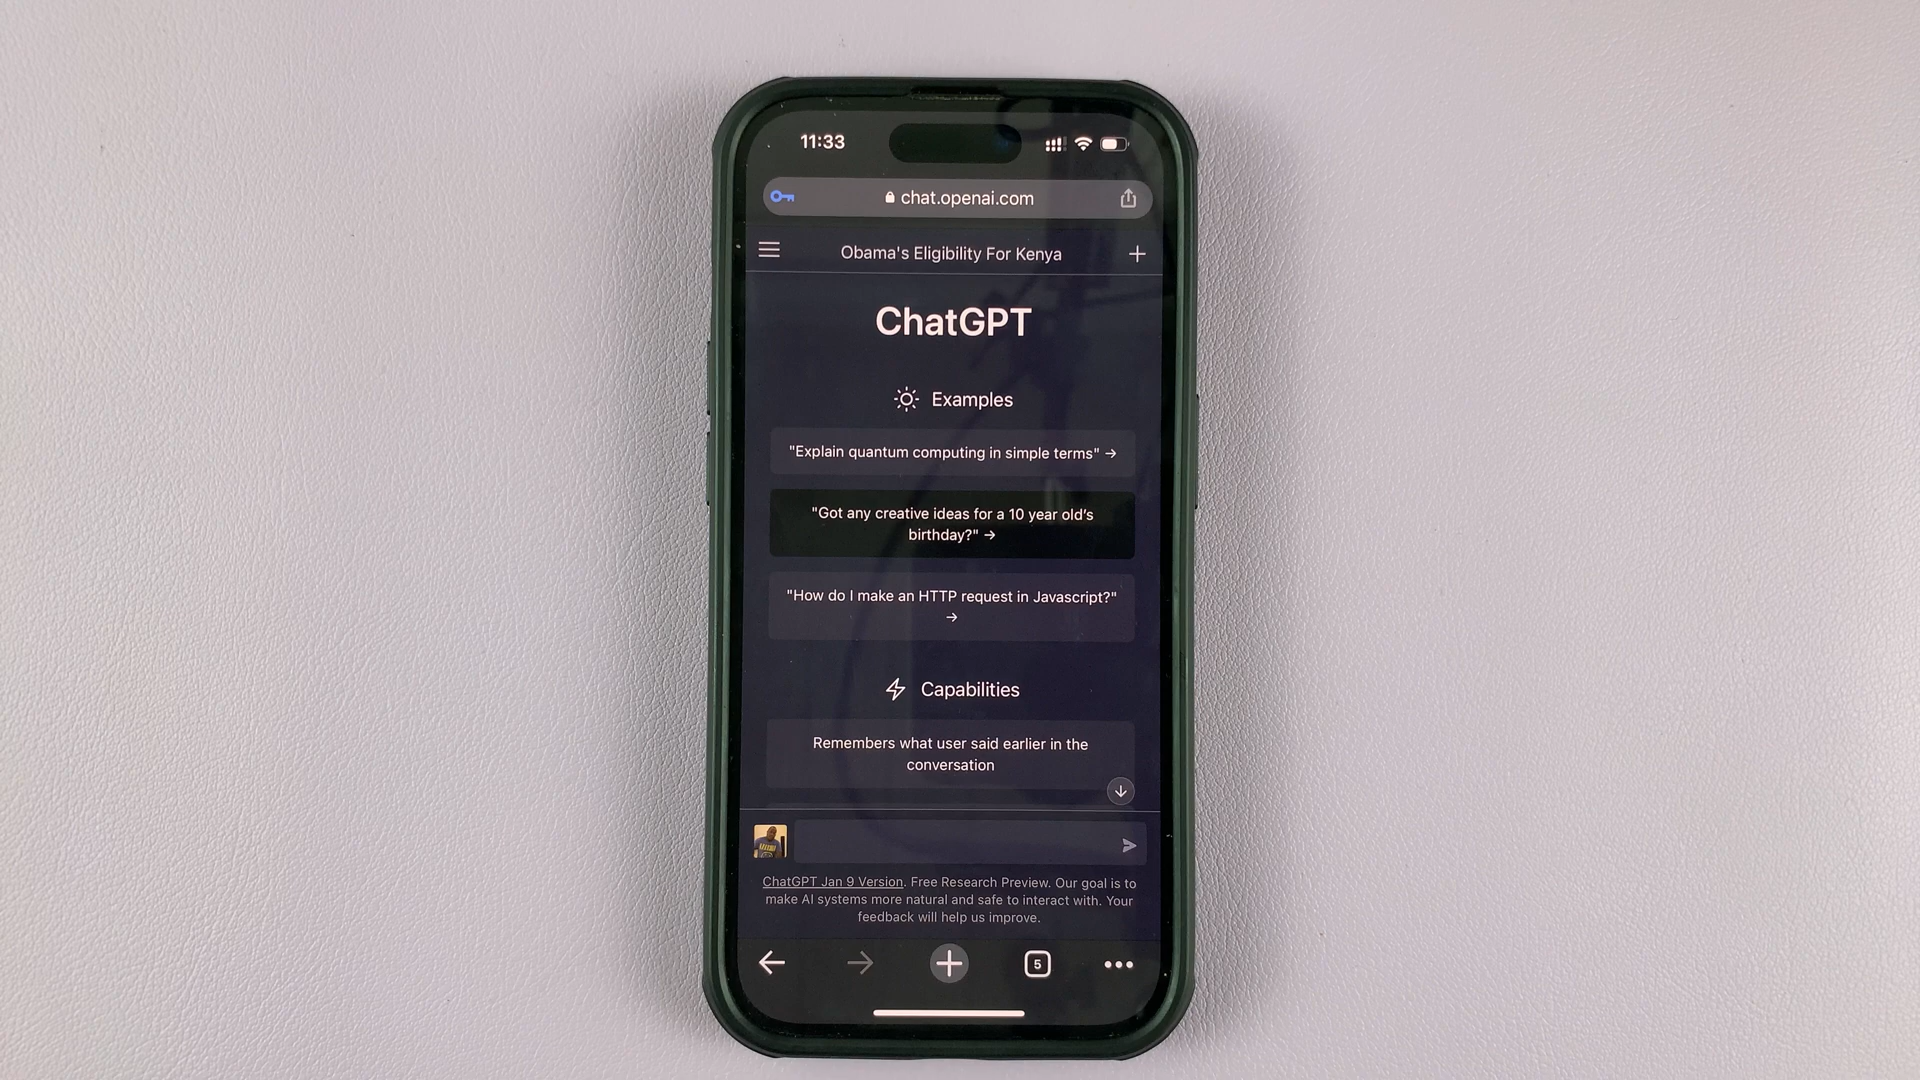 11:33
chat.openai.com
Obama's Eligibility For Kenya
ChatGPT
Examples
"Explain quantum computing in simple terms" →
"Got any creative ideas for a 10 year old’s
birthday?" →
"How do I make an HTTP request in Javascript?"
→
Capabilities
Remembers what user said earlier in the
conversation
ChatGPT Jan 9 Version. Free Research Preview. Our goal is to
make AI systems more natural and safe to interact with. Your
feedback will help us improve.
5